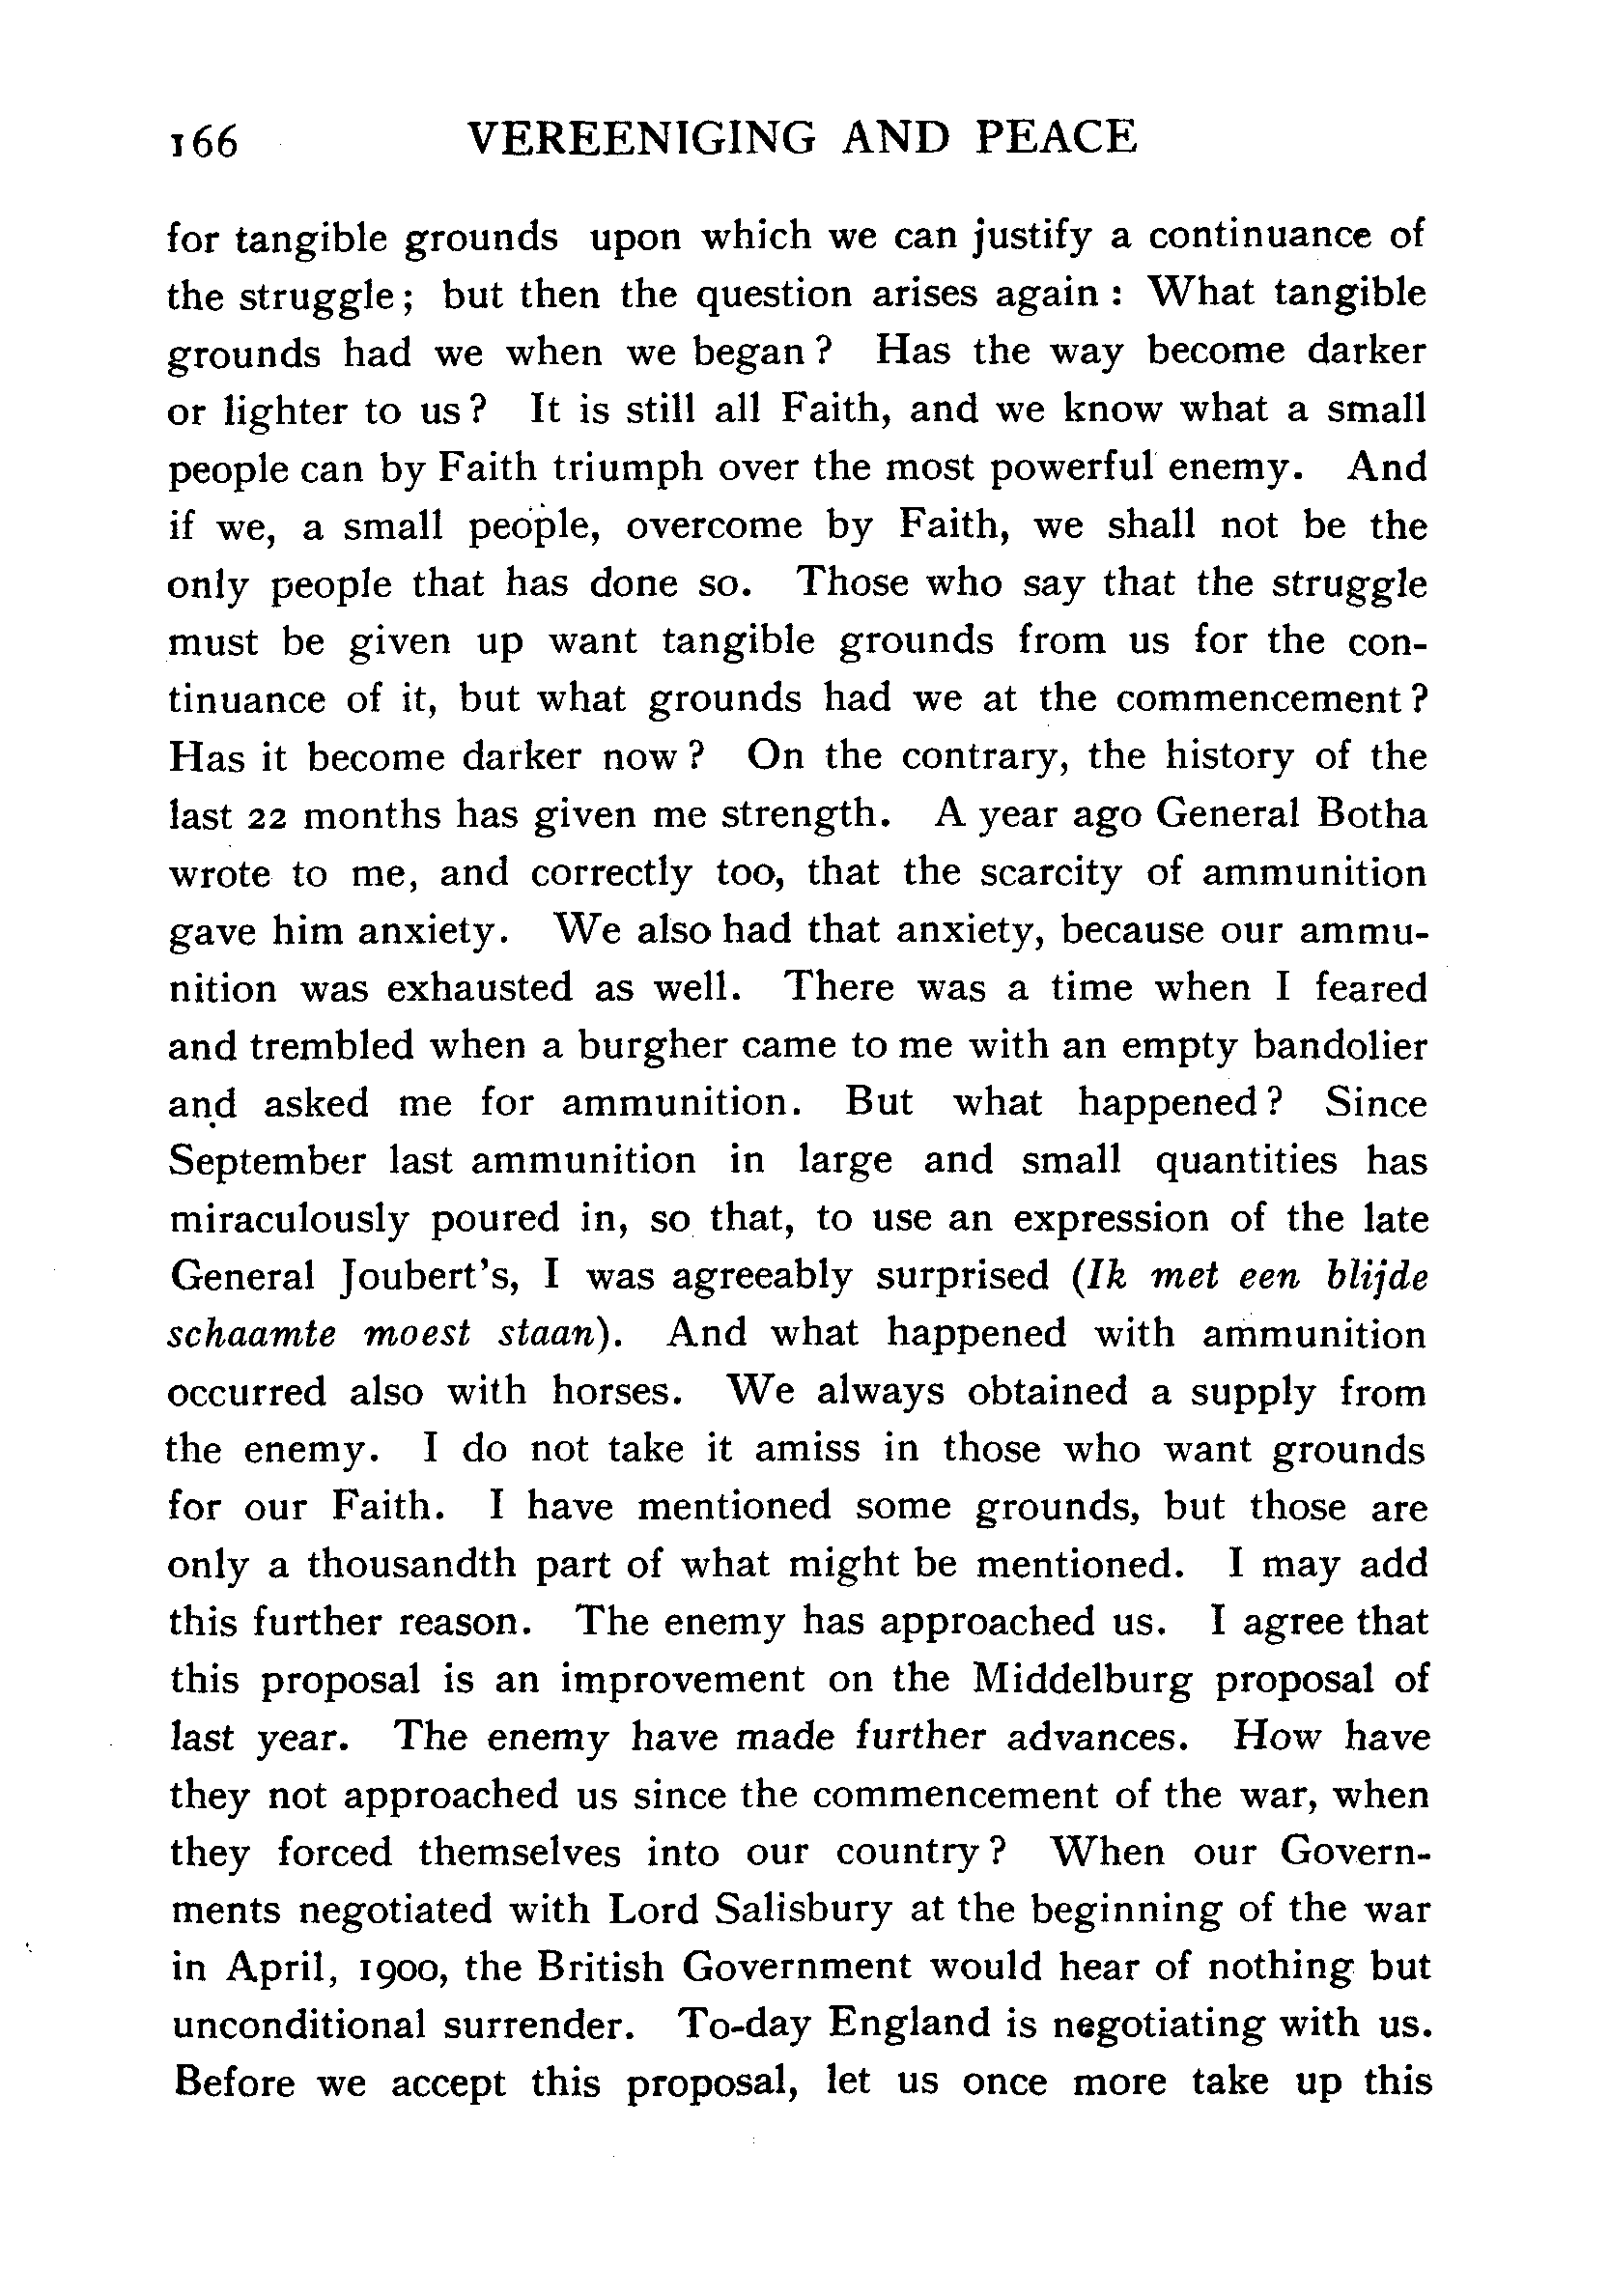 166 VEREENIGING AND PEACE
for tangible grounds upon which we can justify a continuance of
the struggle; but then the question arises again: What tangible
grounds had we when we began? Has the way become darker
or lighter to us? It is still all Faith, and we know what a small
people can by Faith triumph over the most powerful enemy. And
if we, a small people, overcome by Faith, we shall not be the
only people that has done so. Those who say that the struggle
must be given up want tangible grounds from us for the con-
tinuance of it, but what grounds had we at the commencement?
Has it become darker now? On the contrary, the history of the
last 22 months has given me strength. A year ago General Botha
wrote to me, and correctly too, that the scarcity of ammunition
gave him anxiety. We also had that anxiety, because our ammu-
nition was exhausted as well. There was a time when I feared
and trembled when a burgher came to me with an empty bandolier
and asked me for ammunition. But what happened? Since
September last ammunition in large and small quantities has
miraculously poured in, so that, to use an expression of the late
General Joubert's, I was agreeably surprised (Ik met een blijde
schaamte moest staan). And what happened with ammunition
occurred also with horses. We always obtained a supply from
the enemy. I do not take it amiss in those who want grounds
for our Faith. I have mentioned some grounds, but those are
only a thousandth part of what might be mentioned. I may add
this further reason. The enemy has approached us. I agree that
this proposal is an improvement on the Middelburg proposal of
last year. The enemy have made further advances. How have
they not approached us since the commencement of the war, when
they forced themselves into our country? When our Govern-
ments negotiated with Lord Salisbury at the beginning of the war
in April, 1900, the British Government would hear of nothing but
unconditional surrender. To-day England is negotiating with us.
Before we accept this proposal, let us once more take up this